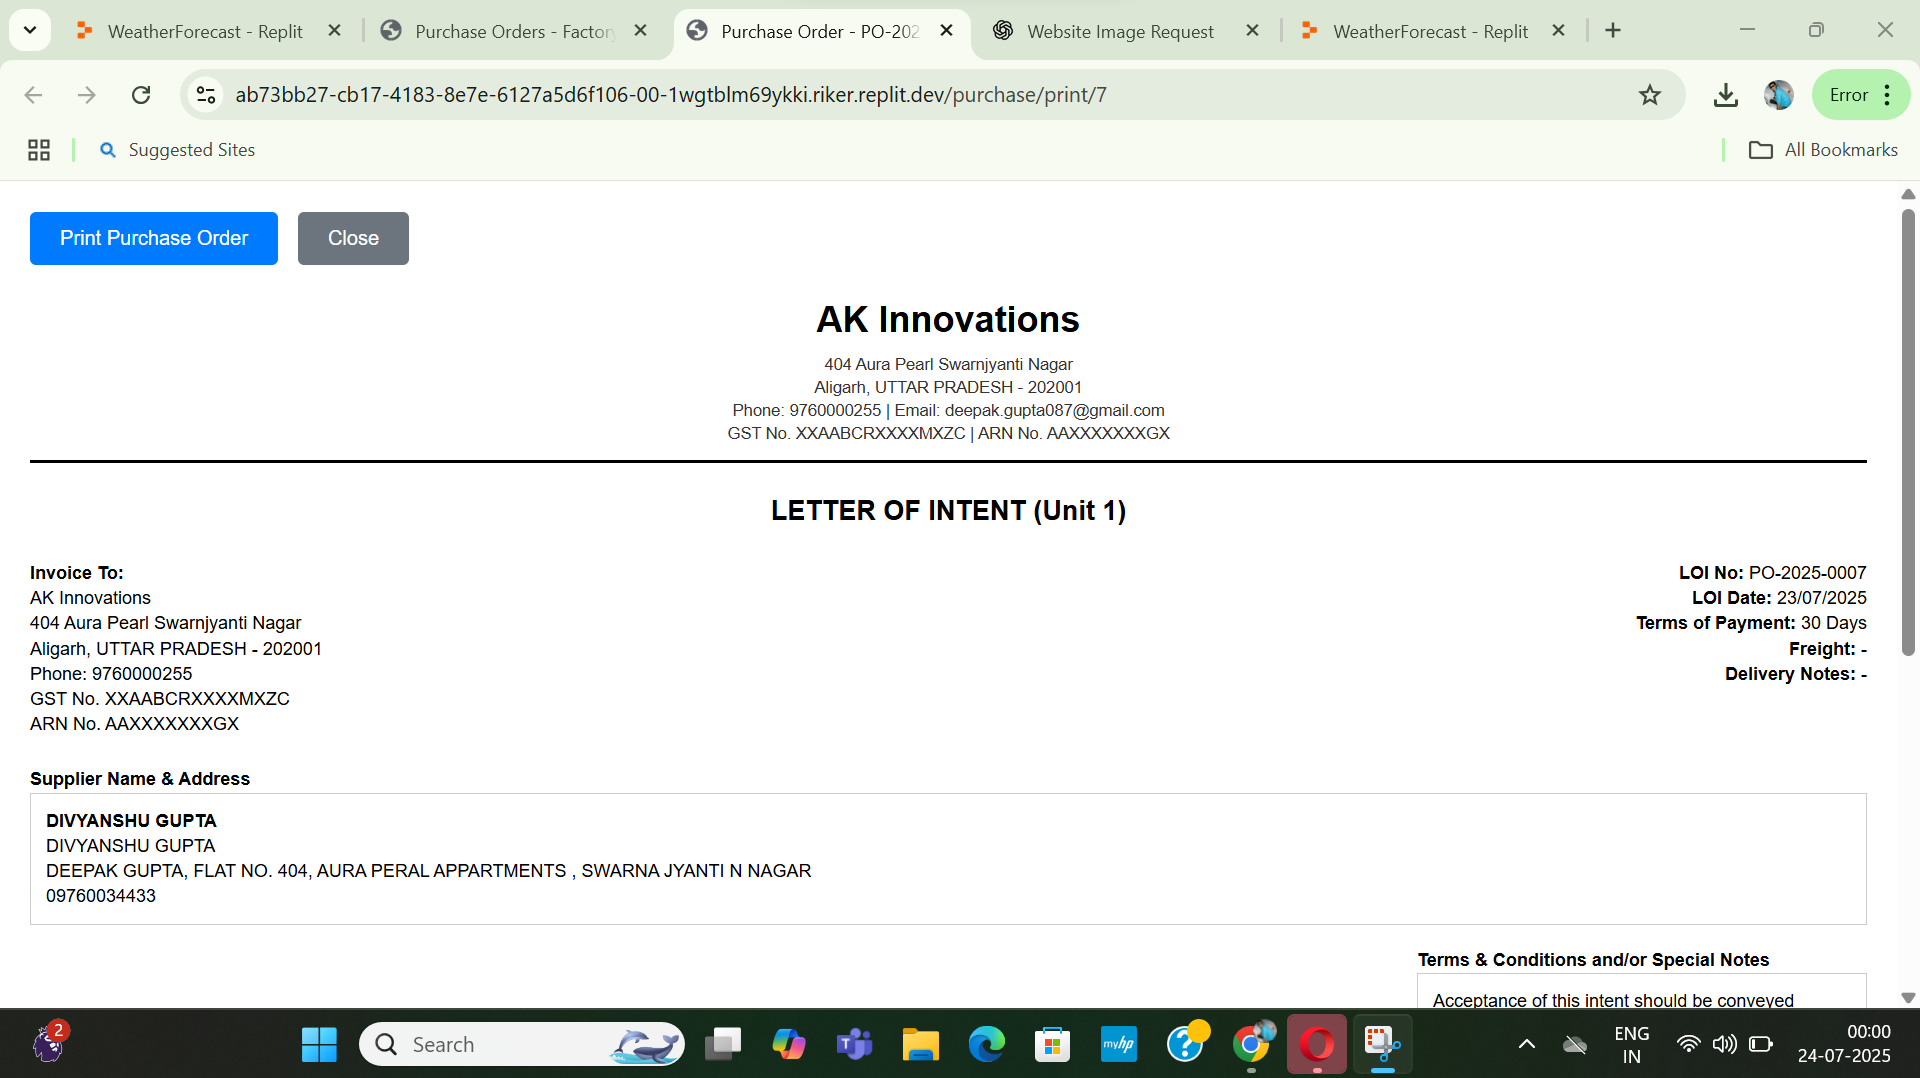 WeatherForecast - Replit
Purchase Orders - Factor
Purchase Order - PO-202
Website Image Request
WeatherForecast - Replit
ab73bb27-cb17-4183-8e7e-6127a5d6f106-00-1wgtblm69ykki.riker.replit.dev/purchase/print/7
Error
Suggested Sites
All Bookmarks
Print Purchase Order
Close
AK Innovations
404 Aura Pearl Swarnjyanti Nagar
Aligarh, UTTAR PRADESH - 202001
Phone: 9760000255 | Email: deepak.gupta087@gmail.com
GST No. XXAABCRXXXXMXZC | ARN No. AAXXXXXXXGX
LETTER OF INTENT (Unit 1)
Invoice To:
AK Innovations
404 Aura Pearl Swarnjyanti Nagar
Aligarh, UTTAR PRADESH - 202001
Phone: 9760000255
GST No. XXAABCRXXXXMXZC
ARN No. AAXXXXXXXGX
LOI No: PO-2025-0007
LOI Date: 23/07/2025
Terms of Payment: 30 Days
Freight: -
Delivery Notes: -
Supplier Name & Address
DIVYANSHU GUPTA
DIVYANSHU GUPTA
DEEPAK GUPTA, FLAT NO. 404, AURA PERAL APPARTMENTS , SWARNA JYANTI N NAGAR
09760034433
Terms & Conditions and/or Special Notes
Acceptance of this intent should be conveyed
2
Search
T
myhp
ENG
IN
00:00
24-07-2025